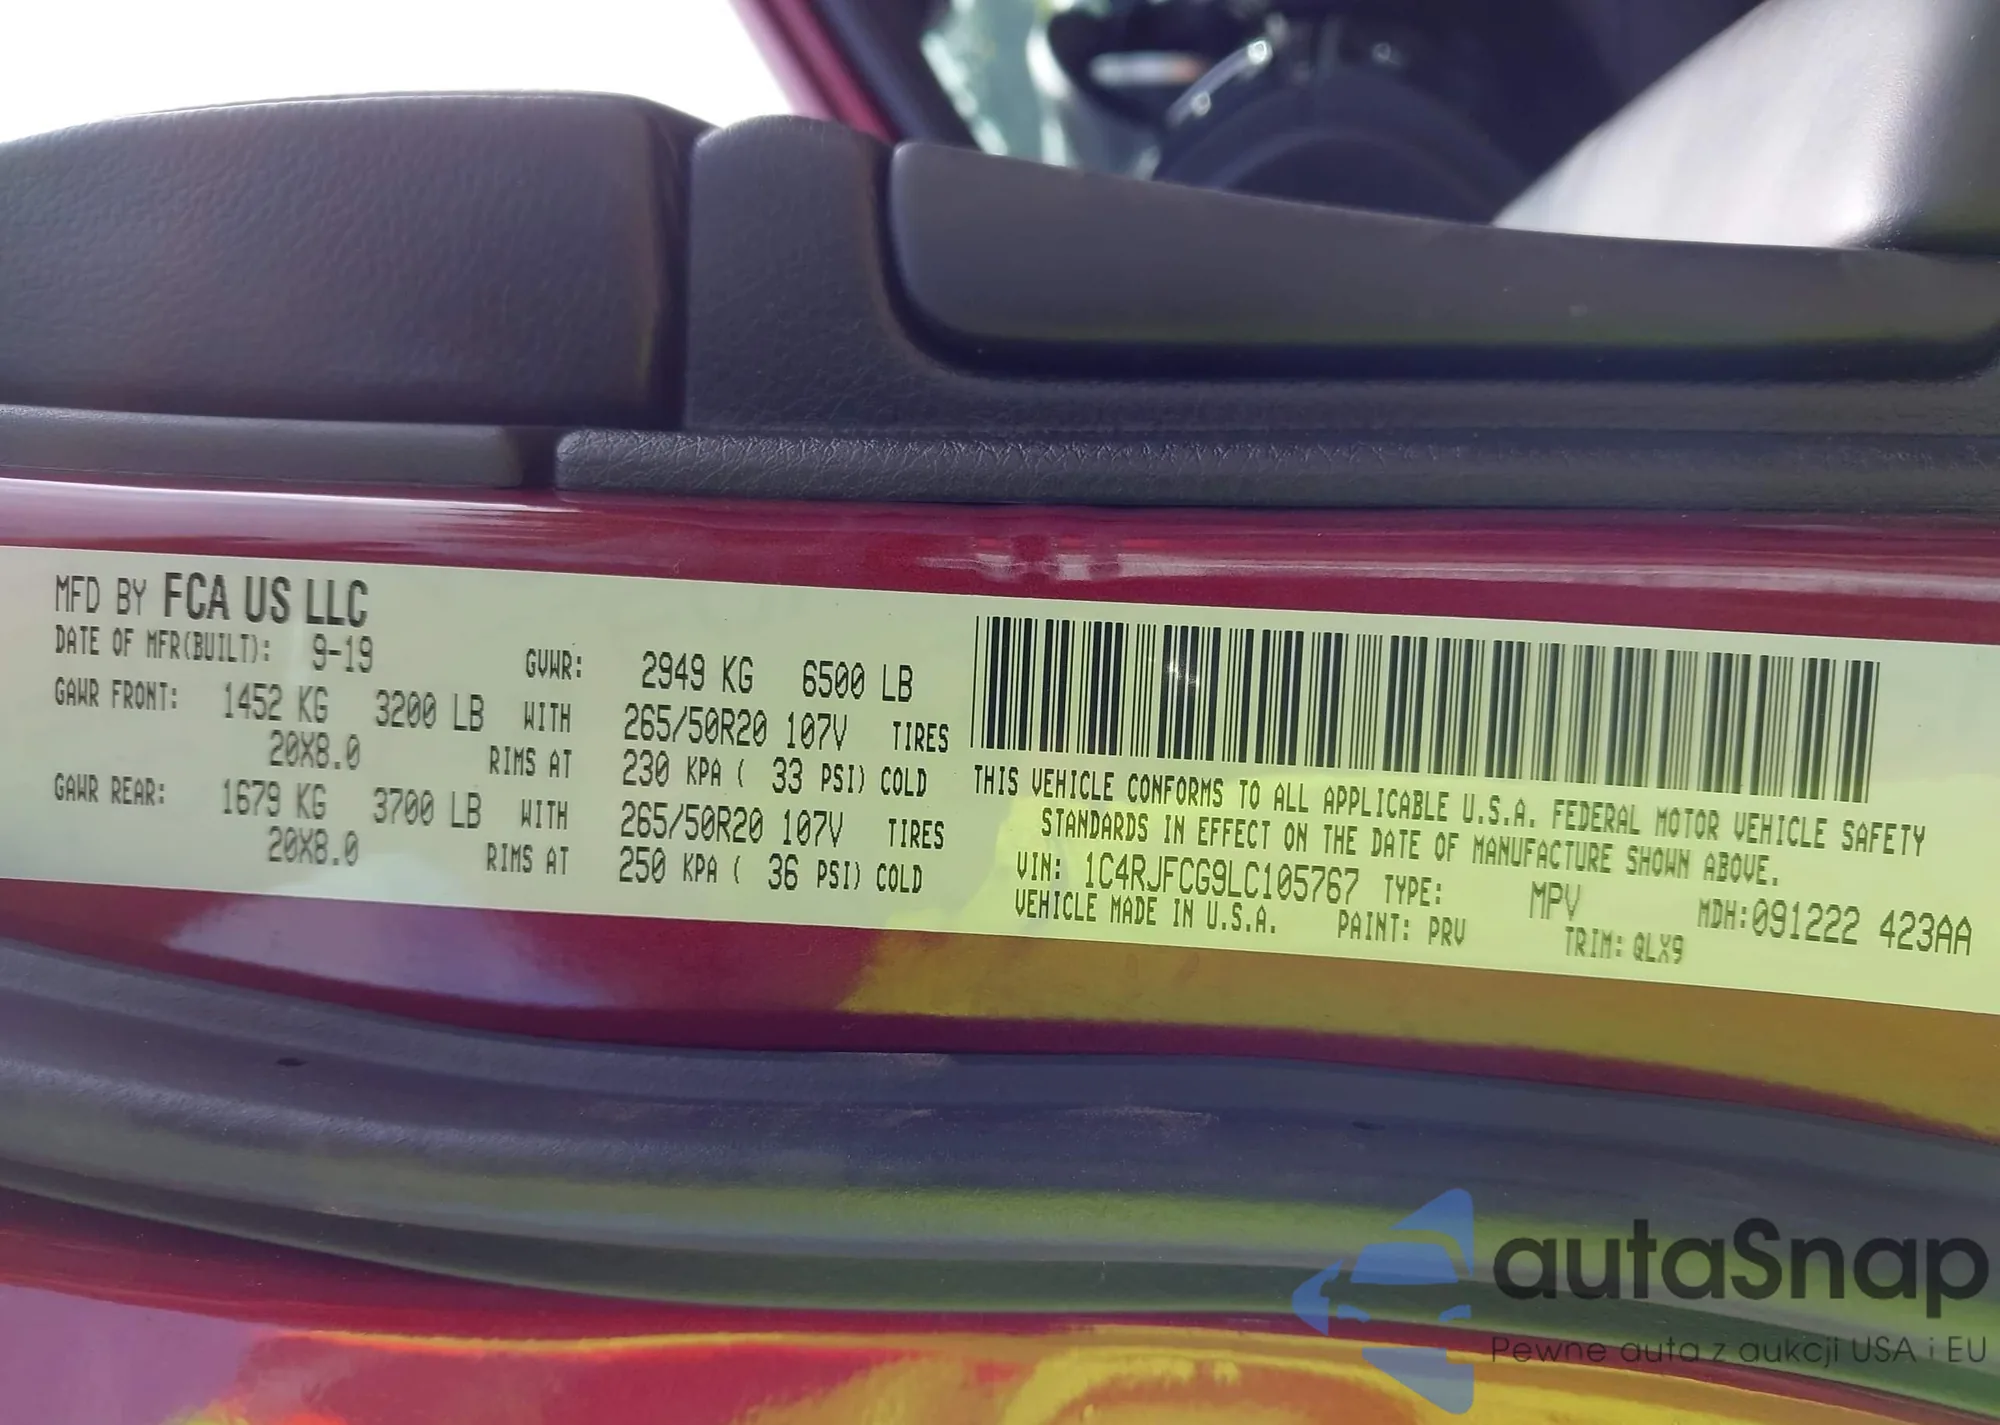 MFD BY FCA US LLC
DATE OF MFR(BUILT): 9-19 GVWR: 2949 KG 6500 LB
GAWR FRONT: 1452 KG 3200 LB WITH 265/50R20 107V TIRES
20X8.0 RIMS AT 230 KPA ( 33 PSI) COLD
GAWR REAR: 1679 KG 3700 LB WITH 265/50R20 107V TIRES
20X8.0 RIMS AT 250 KPA ( 36 PSI) COLD
THIS VEHICLE CONFORMS TO ALL APPLICABLE U.S.A. FEDERAL MOTOR VEHICLE SAFETY
STANDARDS IN EFFECT ON THE DATE OF MANUFACTURE SHOWN ABOVE.
VIN: 1C4RJFCG9LC105767 TYPE: MPV MDH:091222 423AA
VEHICLE MADE IN U.S.A. PAINT: PRV TRIM: QLX9
autaSnap
Pewne auta z aukcji USA i EU